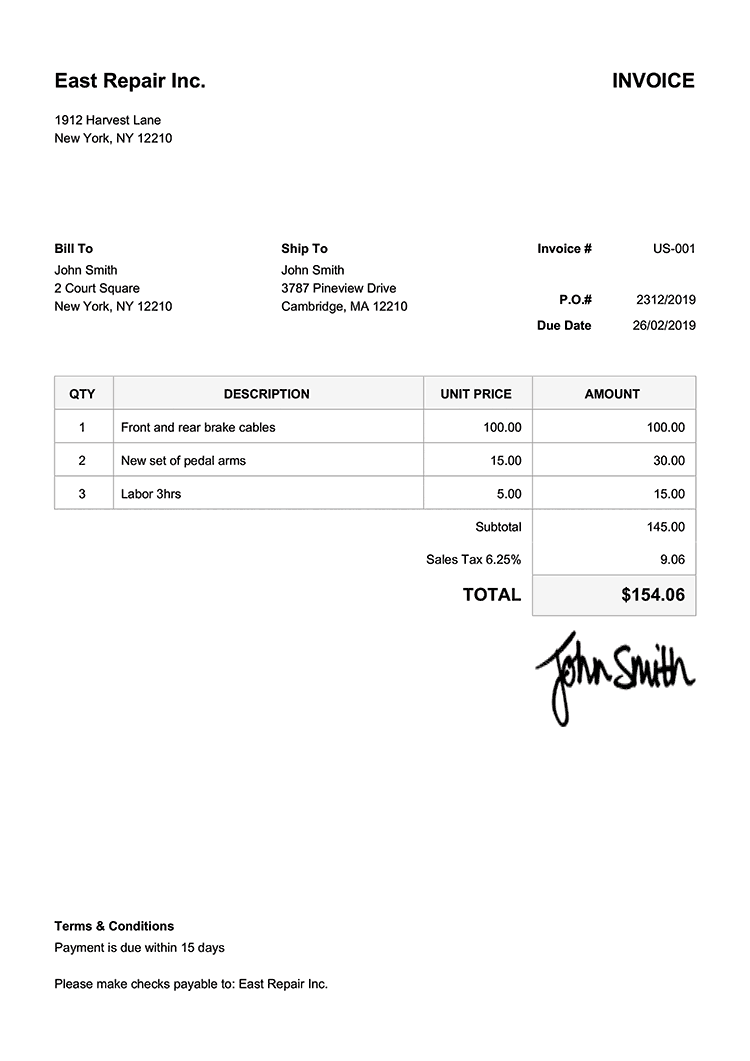 East Repair Inc. INVOICE
1912 Harvest Lane
New York, NY 12210
Bill To Ship To Invoice # US-001
John Smith John Smith
2 Court Square 3787 Pineview Drive
New York, NY 12210 Cambridge, MA 12210
P.O.# 2312/2019
Due Date 26/02/2019
QTY DESCRIPTION UNIT PRICE AMOUNT
1 Front and rear brake cables 100.00 100.00
2 New set of pedal arms 15.00 30.00
3 Labor 3hrs 5.00 15.00
Subtotal 145.00
Sales Tax 6.25% 9.06
TOTAL $154.06
John Smith
Terms & Conditions
Payment is due within 15 days
Please make checks payable to: East Repair Inc.